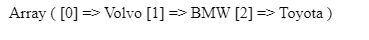 Array ( [0] => Volvo [1] => BMW [2] => Toyota )